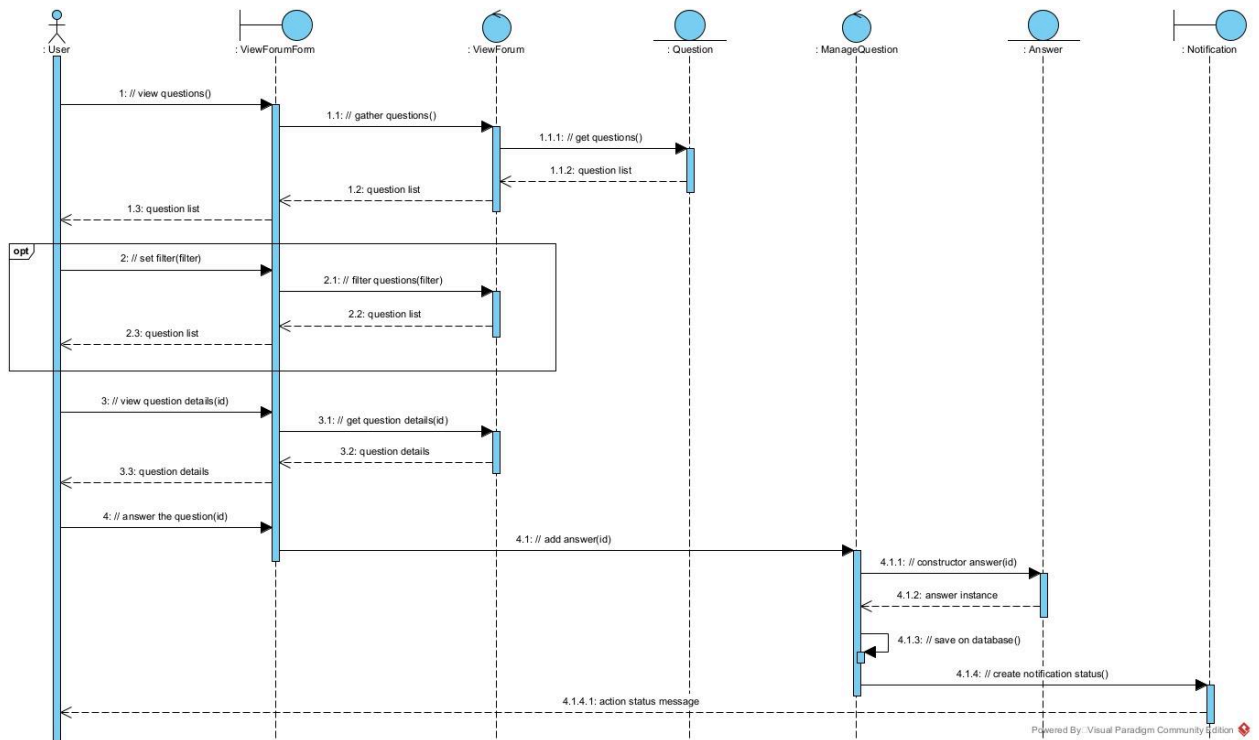 : User
: ViewForumForm
: ViewForum
: Question
: ManageQuestion
: Answer
: Notification
1: // view questions()
1.1: // gather questions()
1.1.1: // get questions()
1.1.2: question list
1.2: question list
1.3: question list
opt
2: // set filter(filter)
2.1: // filter questions(filter)
2.2: question list
2.3: question list
3: // view question details(id)
3.1: // get question details(id)
3.2: question details
3.3: question details
4: // answer the question(id)
4.1: // add answer(id)
4.1.1: // constructor answer(id)
4.1.2: answer instance
4.1.3: // save on database()
4.1.4: // create notification status()
4.1.4.1: action status message
Powered By Visual Paradigm Community Edition